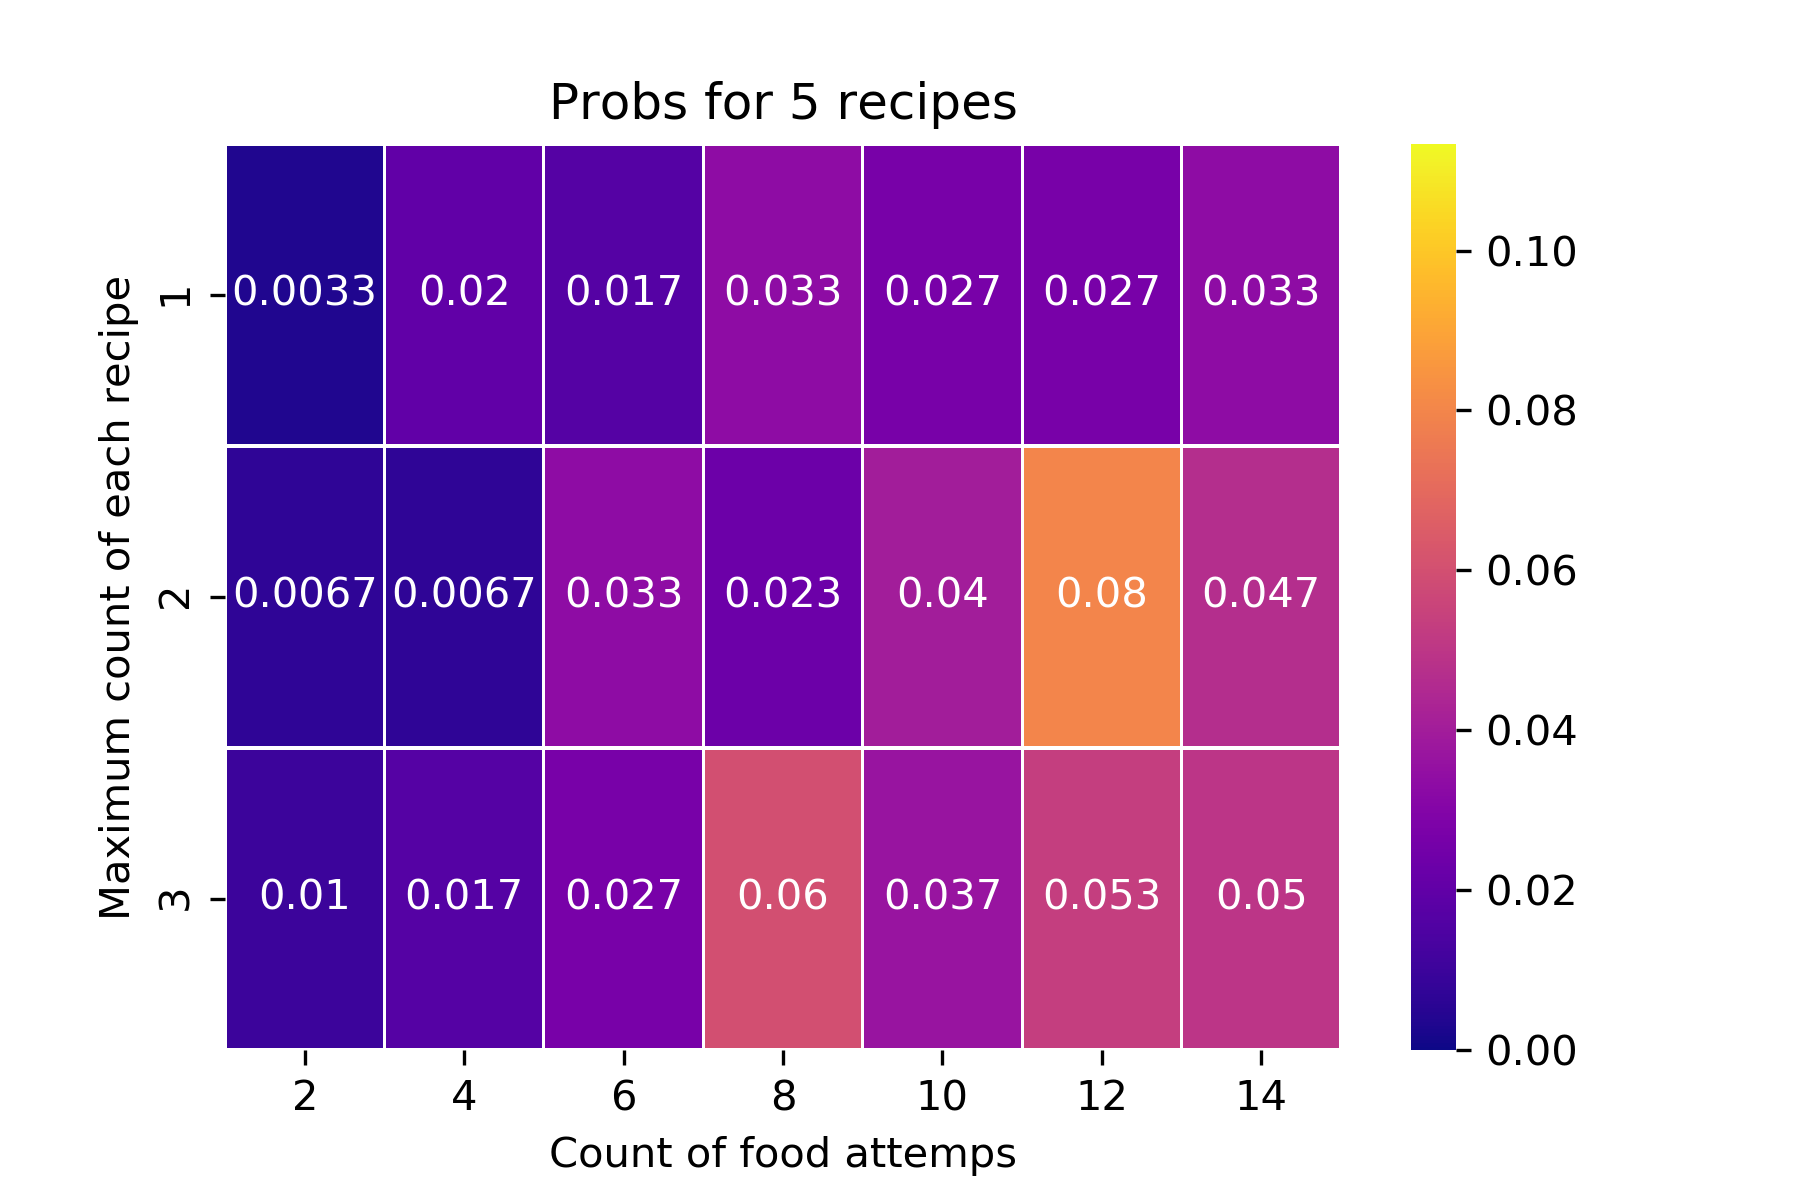 Probs for 5 recipes
Maximum count of each recipe
1
0.0033 0.02 0.017 0.033 0.027 0.027 0.033
2
0.0067 0.0067 0.033 0.023 0.04 0.08 0.047
3
0.01 0.017 0.027 0.06 0.037 0.053 0.05
2 4 6 8 10 12 14
Count of food attemps
0.10
0.08
0.06
0.04
0.02
0.00